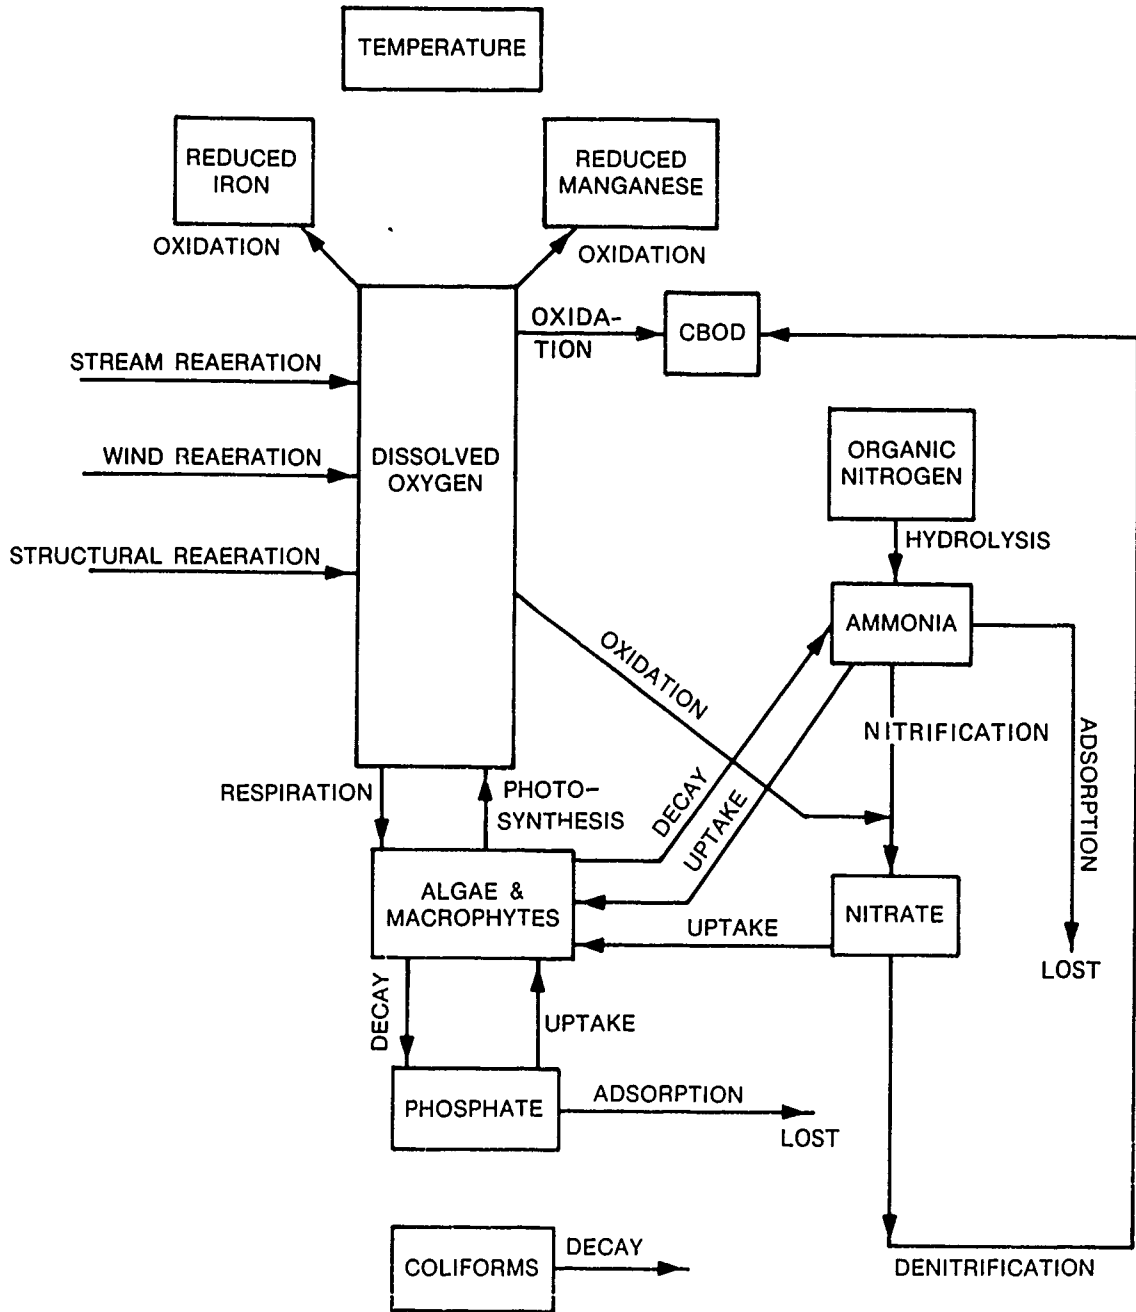 TEMPERATURE
REDUCED
IRON
REDUCED
MANGANESE
OXIDATION
OXIDATION
OXIDA-
TION
CBOD
STREAM REAERATION
WIND REAERATION
STRUCTURAL REAERATION
DISSOLVED
OXYGEN
ORGANIC
NITROGEN
HYDROLYSIS
AMMONIA
OXIDATION
NITRIFICATION
ADSORPTION
LOST
RESPIRATION
PHOTO-
SYNTHESIS
DECAY
UPTAKE
ALGAE &
MACROPHYTES
UPTAKE
NITRATE
DECAY
UPTAKE
PHOSPHATE
ADSORPTION
LOST
COLIFORMS
DECAY
DENITRIFICATION